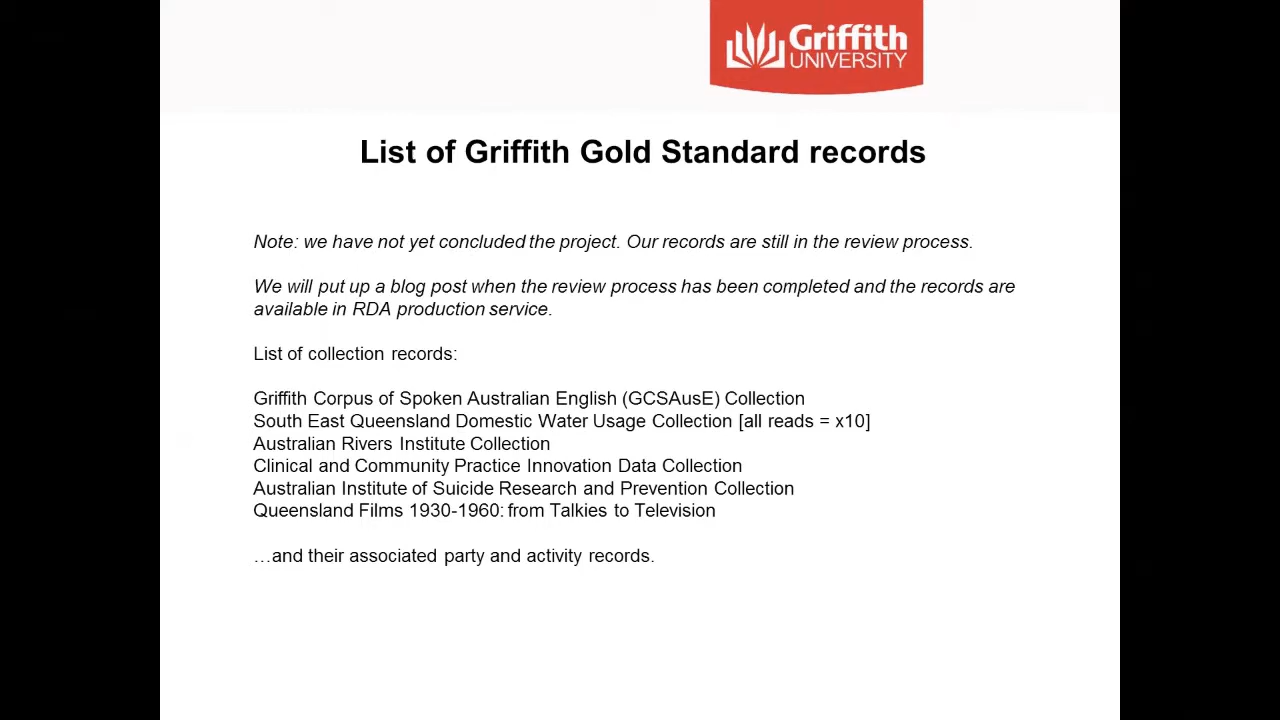 Griffith
UNIVERSITY
List of Griffith Gold Standard records
Note: we have not yet concluded the project. Our records are still in the review process.
We will put up a blog post when the review process has been completed and the records are
available in RDA production service.
List of collection records:
Griffith Corpus of Spoken Australian English (GCSAusE) Collection
South East Queensland Domestic Water Usage Collection [all reads = x10]
Australian Rivers Institute Collection
Clinical and Community Practice Innovation Data Collection
Australian Institute of Suicide Research and Prevention Collection
Queensland Films 1930-1960: from Talkies to Television
…and their associated party and activity records.